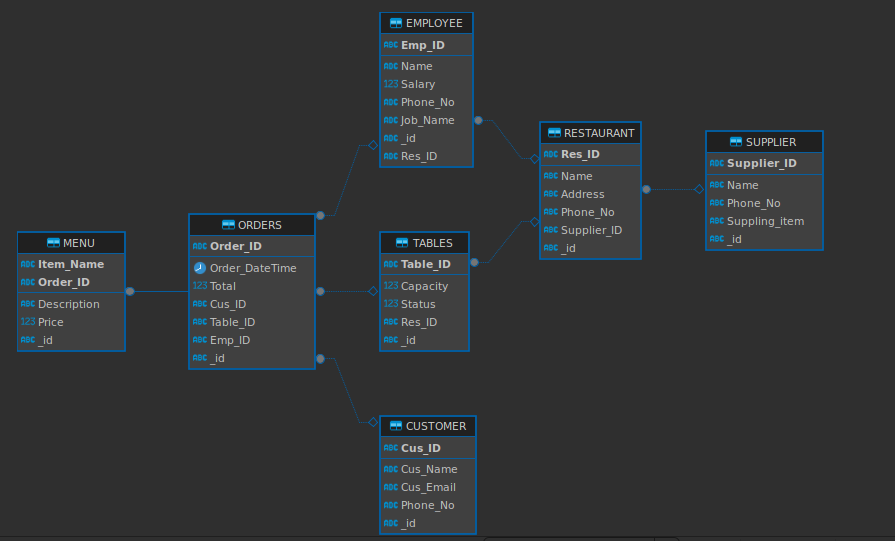 EMPLOYEE
ABC Emp_ID
ABC Name
123 Salary
ABC Phone_No
ABC Job_Name
ABC _id
ABC Res_ID
RESTAURANT
ABC Res_ID
ABC Name
ABC Address
ABC Phone_No
ABC Supplier_ID
ABC _id
SUPPLIER
ABC Supplier_ID
ABC Name
ABC Phone_No
ABC Suppling_item
ABC _id
MENU
ABC Item_Name
ABC Order_ID
ABC Description
123 Price
ABC _id
ORDERS
ABC Order_ID
Order_DateTime
123 Total
ABC Cus_ID
ABC Table_ID
ABC Emp_ID
ABC _id
TABLES
ABC Table_ID
123 Capacity
123 Status
ABC Res_ID
ABC _id
CUSTOMER
ABC Cus_ID
ABC Cus_Name
ABC Cus_Email
ABC Phone_No
ABC _id